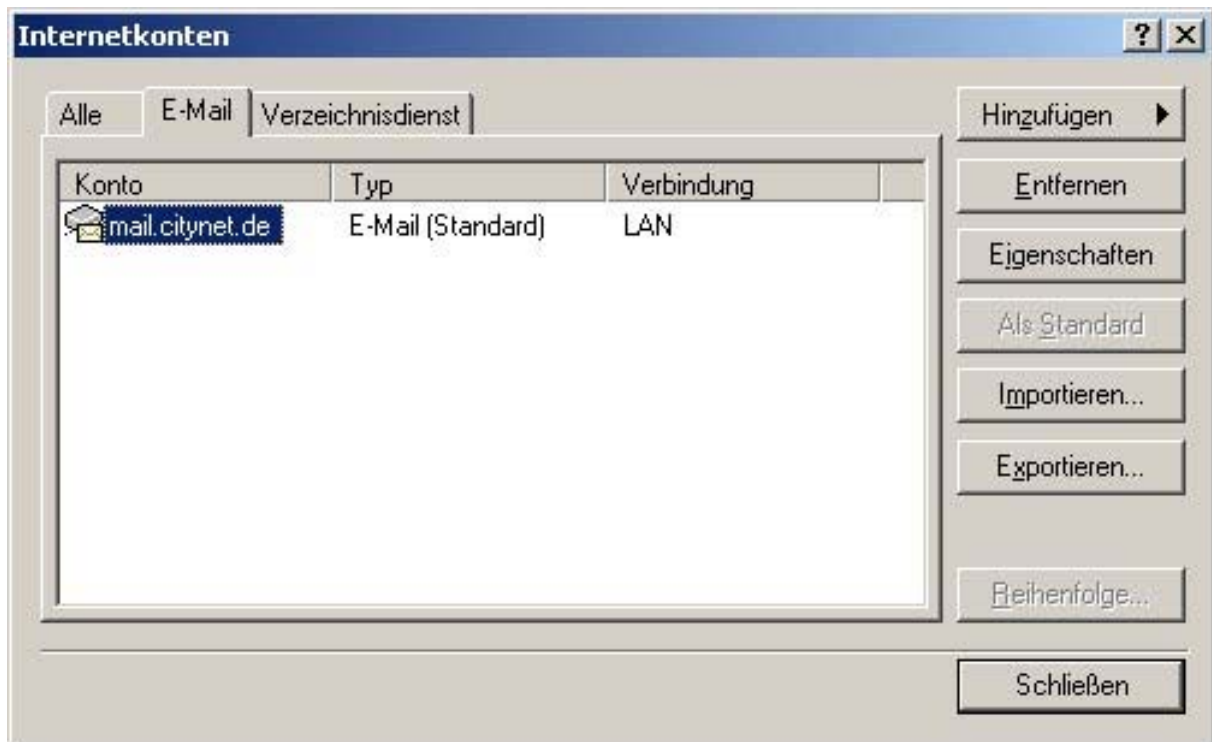 Internetkonten
Alle E-Mail Verzeichnisdienst
Konto Typ Verbindung
mail.citynet.de E-Mail (Standard) LAN
Hinzufügen
Entfernen
Eigenschaften
Als Standard
Importieren...
Exportieren...
Reihenfolge...
Schließen